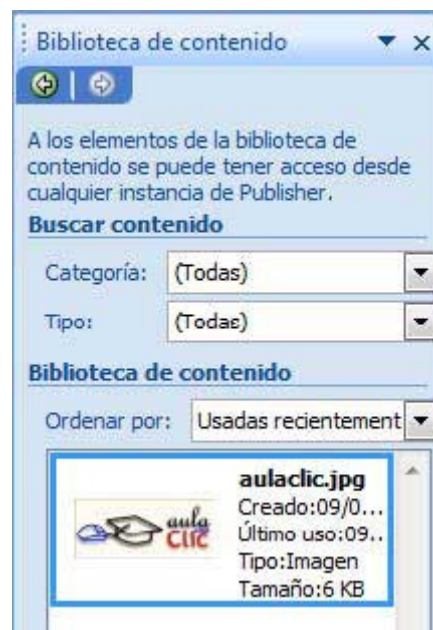 Biblioteca de contenido
A los elementos de la biblioteca de
contenido se puede tener acceso desde
cualquier instancia de Publisher.
Buscar contenido
Categoría: (Todas)
Tipo: (Todas)
Biblioteca de contenido
Ordenar por: Usadas recientement
aulaclic.jpg
Creado:09/0...
Último uso:09..
Tipo:Imagen
Tamaño:6 KB
aula
CLIC